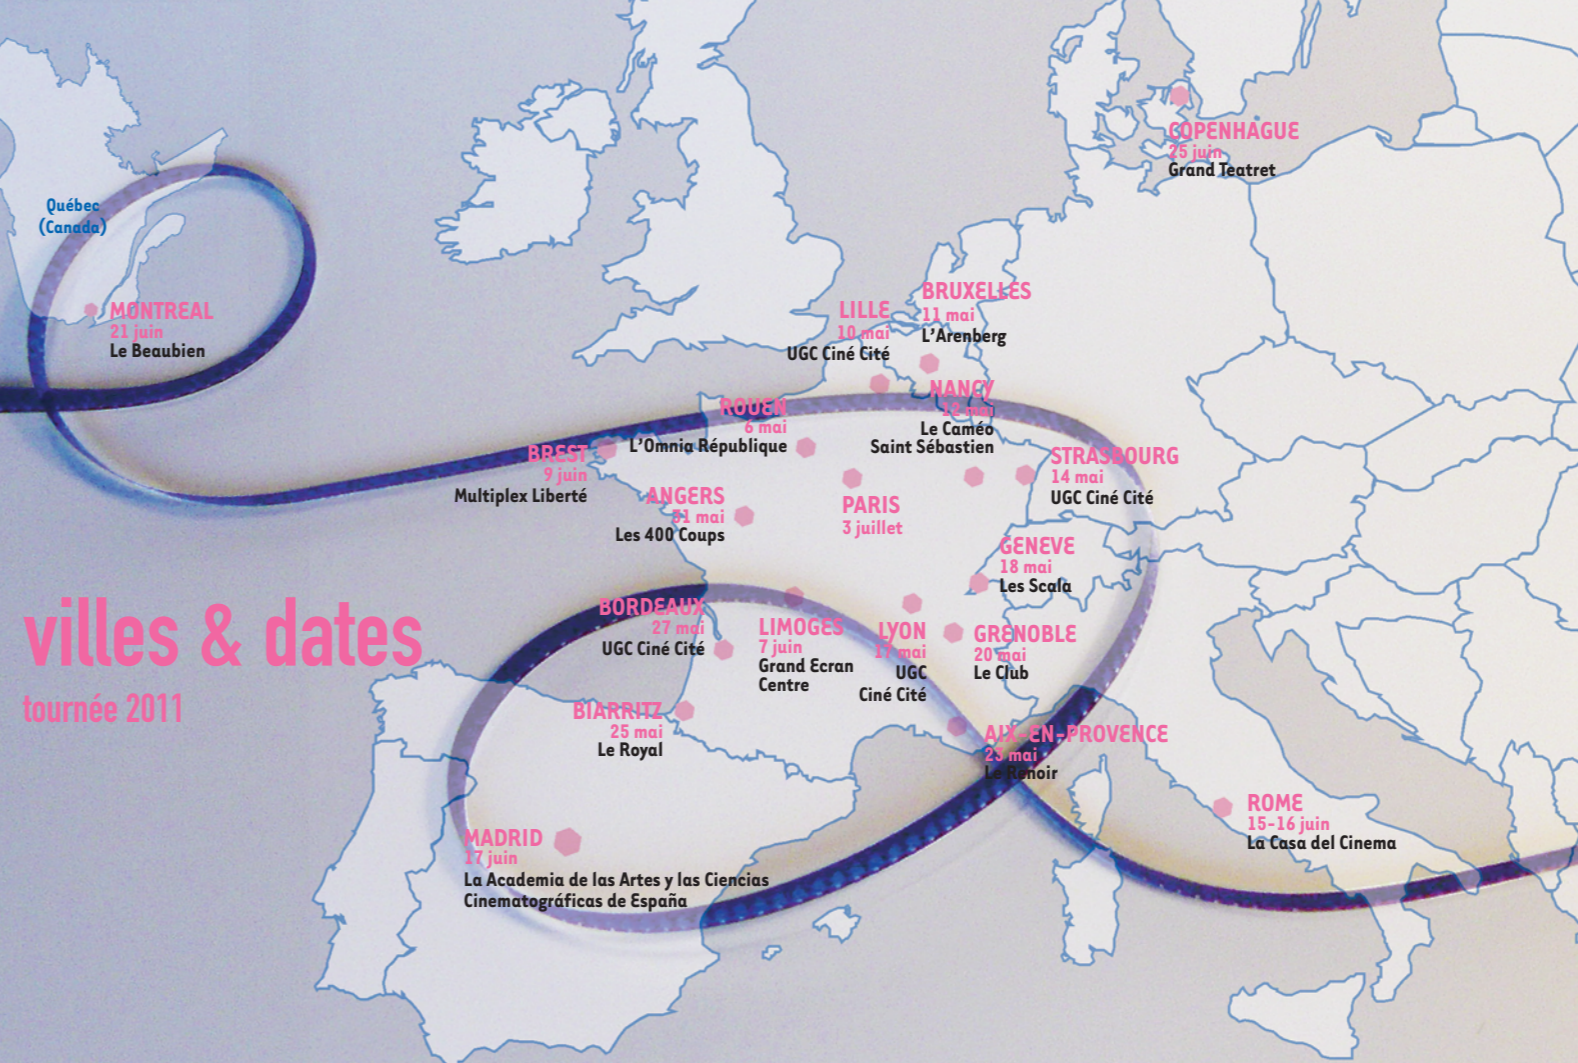 COPENHAGUE
25 juin
Grand Teatret
Québec
(Canada)
MONTREAL
21 juin
Le Beaubien
BRUXELLES
11 mai
L'Arenberg
LILLE
10 mai
UGC Ciné Cité
NANCY
12 mai
Le Caméo
Saint Sébastien
ROUEN
6 mai
L'Omnia République
BREST
9 juin
Multiplex Liberté
STRASBOURG
14 mai
UGC Ciné Cité
ANGERS
31 mai
Les 400 Coups
PARIS
3 juillet
GENEVE
18 mai
Les Scala
villes & dates
tournée 2011
BORDEAUX
27 mai
UGC Ciné Cité
LIMOGES
7 juin
Grand Ecran
Centre
LYON
17 mai
UGC
Ciné Cité
GRENOBLE
20 mai
Le Club
BIARRITZ
25 mai
Le Royal
AIX-EN-PROVENCE
23 mai
Le Renoir
ROME
15-16 juin
La Casa del Cinema
MADRID
17 juin
La Academia de las Artes y las Ciencias
Cinematográficas de España